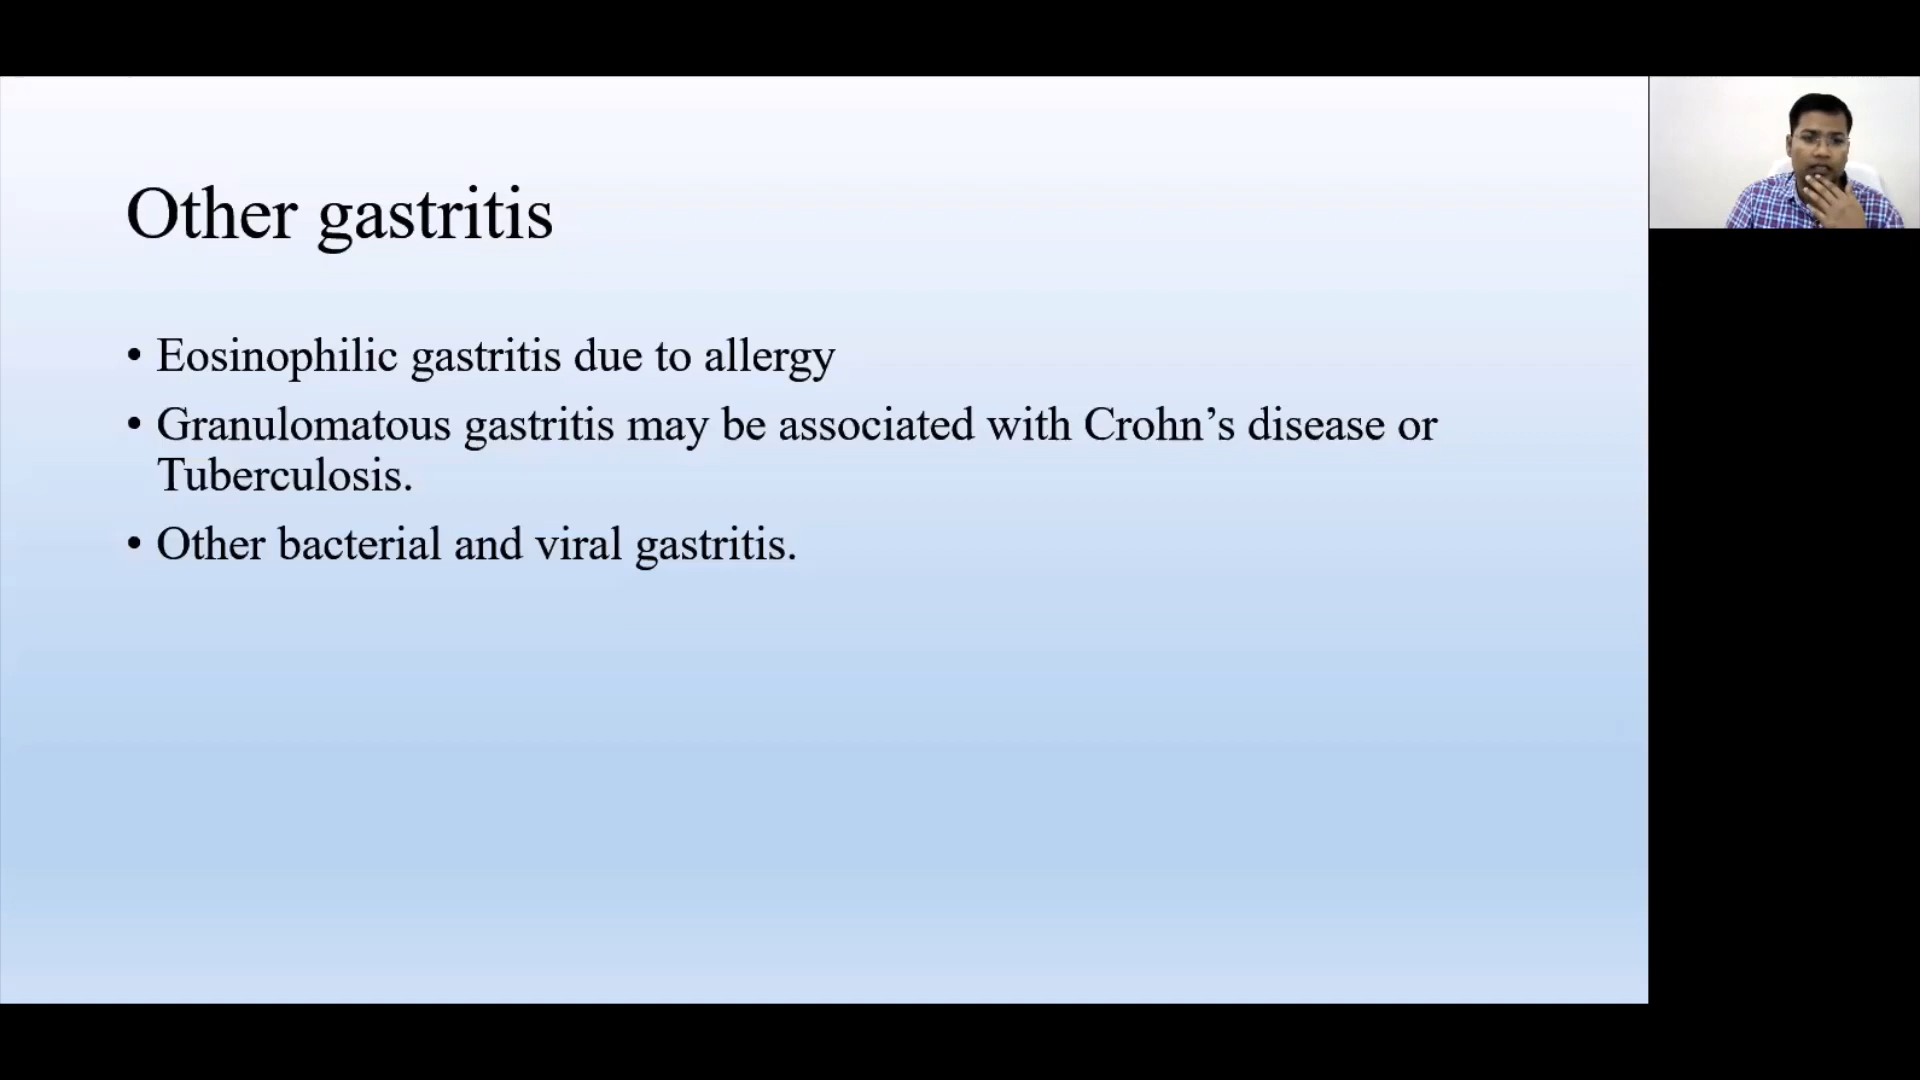 Other gastritis
• Eosinophilic gastritis due to allergy
• Granulomatous gastritis may be associated with Crohn’s disease or
Tuberculosis.
• Other bacterial and viral gastritis.